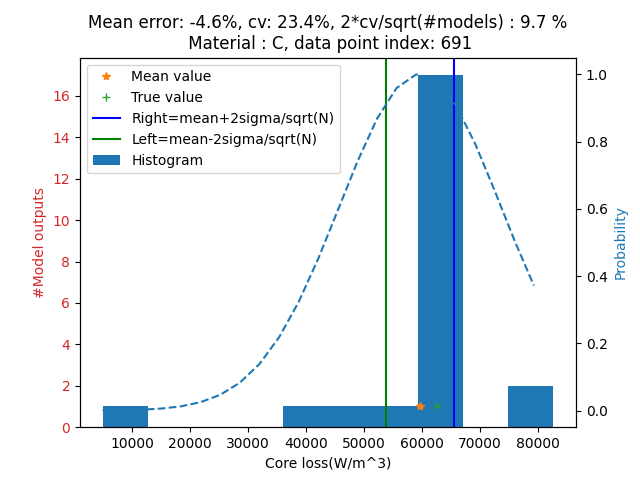 Mean error: -4.6%, cv: 23.4%, 2*cv/sqrt(#models) : 9.7 %
Material : C, data point index: 691
Mean value
True value
Right=mean+2sigma/sqrt(N)
Left=mean-2sigma/sqrt(N)
Histogram
#Model outputs
16
14
12
10
8
6
4
2
0
1.0
0.8
0.6
0.4
0.2
0.0
Probability
10000 20000 30000 40000 50000 60000 70000 80000
Core loss(W/m^3)